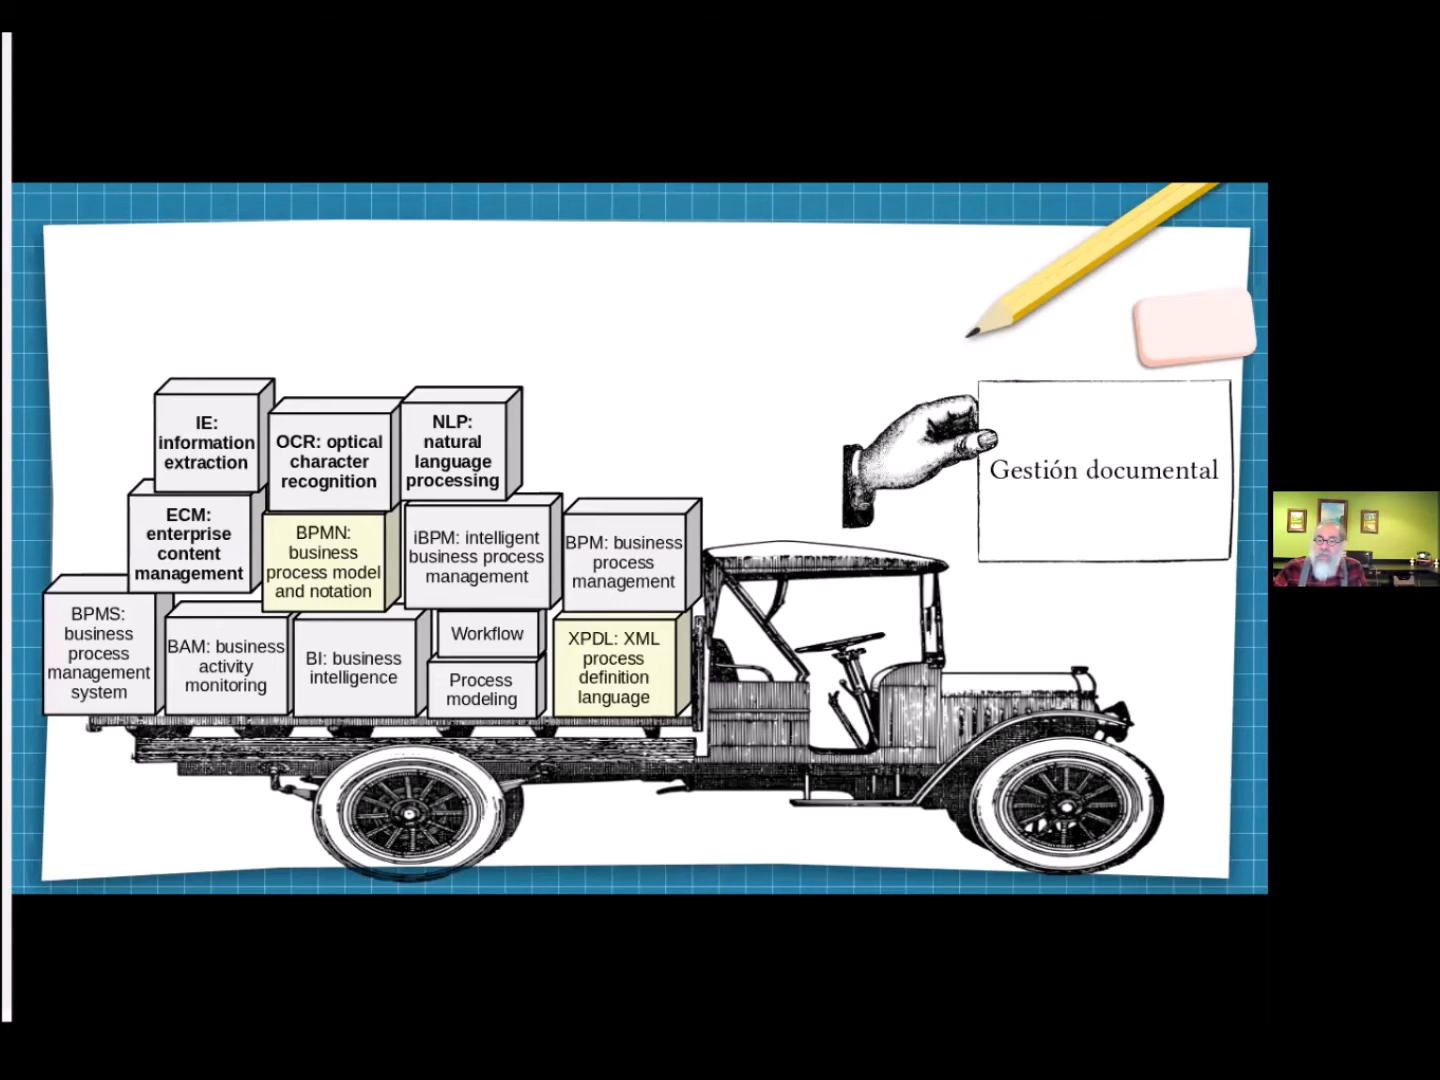 IE:
information
extraction
OCR: optical
character
recognition
NLP:
natural
language
processing
ECM:
enterprise
content
management
BPMN:
business
process model
and notation
iBPM: intelligent
business process
management
BPM: business
process
management
BPMS:
business
process
management
system
BAM: business
activity
monitoring
BI: business
intelligence
Workflow
Process
modeling
XPDL: XML
process
definition
language
Gestión documental